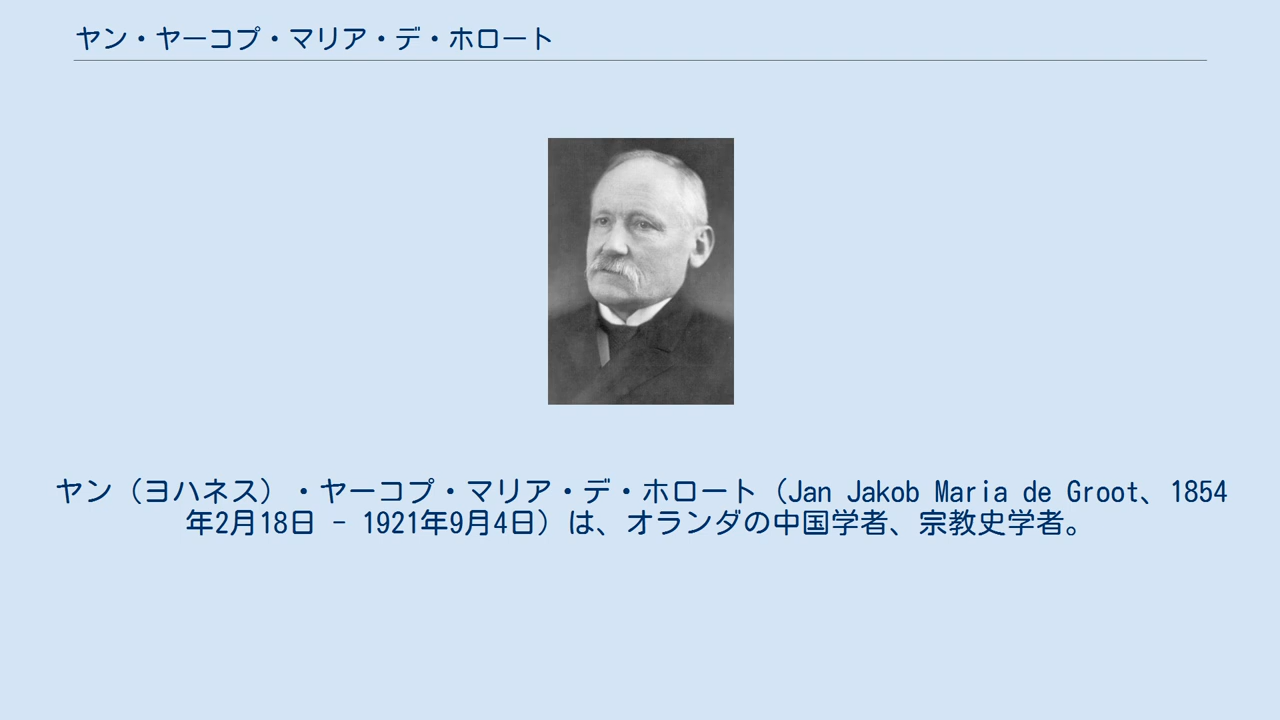 ヤン・ヤーコプ・マリア・デ・ホロート
ヤン（ヨハネス）・ヤーコプ・マリア・デ・ホロート（Jan Jakob Maria de Groot、1854
年2月18日 - 1921年9月4日）は、オランダの中国学者、宗教史学者。